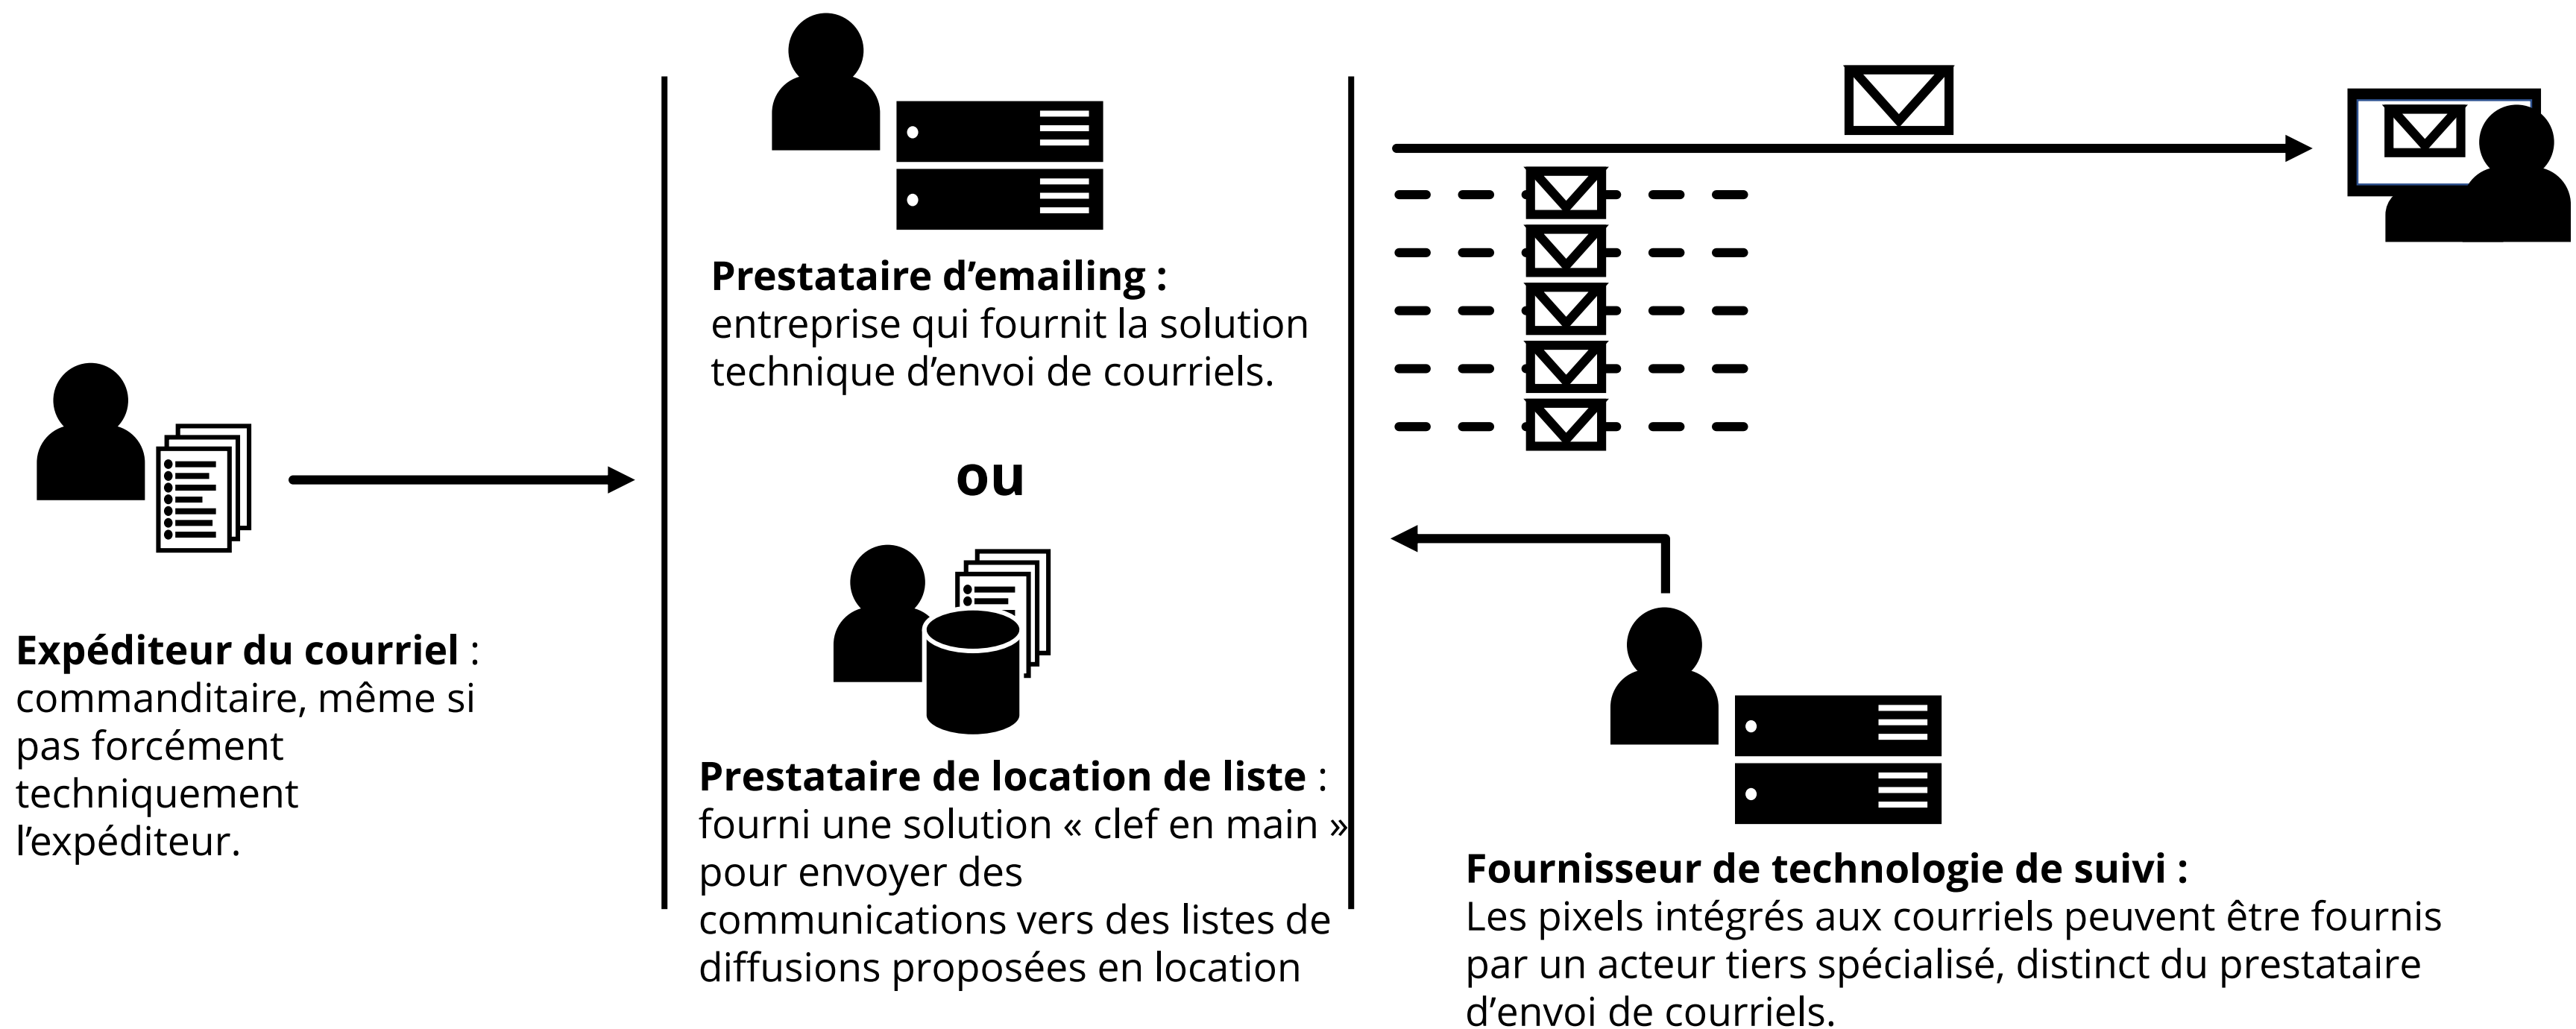 Expéditeur du courriel :
commanditaire, même si
pas forcément
techniquement
l’expéditeur.
Prestataire d’emailing :
entreprise qui fournit la solution
technique d’envoi de courriels.
ou
Prestataire de location de liste :
fourni une solution « clef en main »
pour envoyer des
communications vers des listes de
diffusions proposées en location
Fournisseur de technologie de suivi :
Les pixels intégrés aux courriels peuvent être fournis
par un acteur tiers spécialisé, distinct du prestataire
d’envoi de courriels.